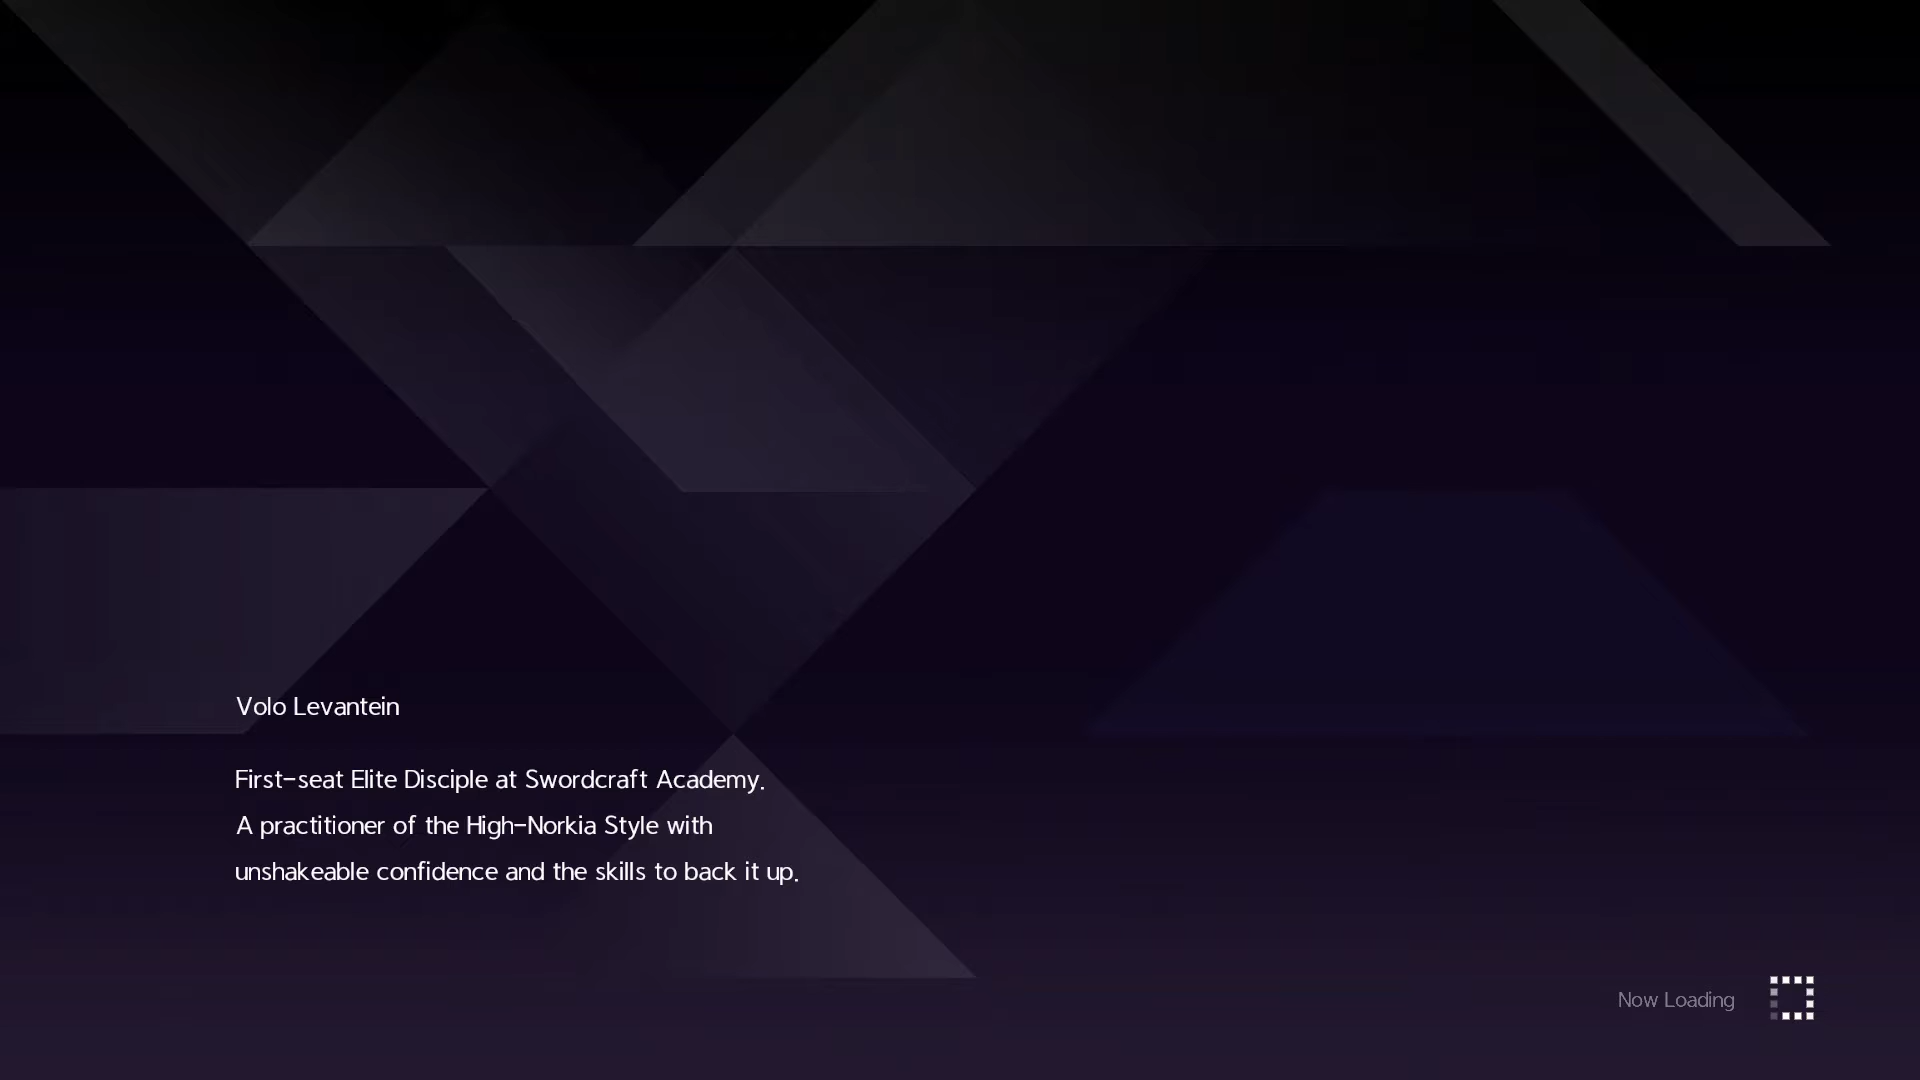 Volo Levantein
First-seat Elite Disciple at Swordcraft Academy.
A practitioner of the High-Norkia Style with
unshakeable confidence and the skills to back it up.
Now Loading